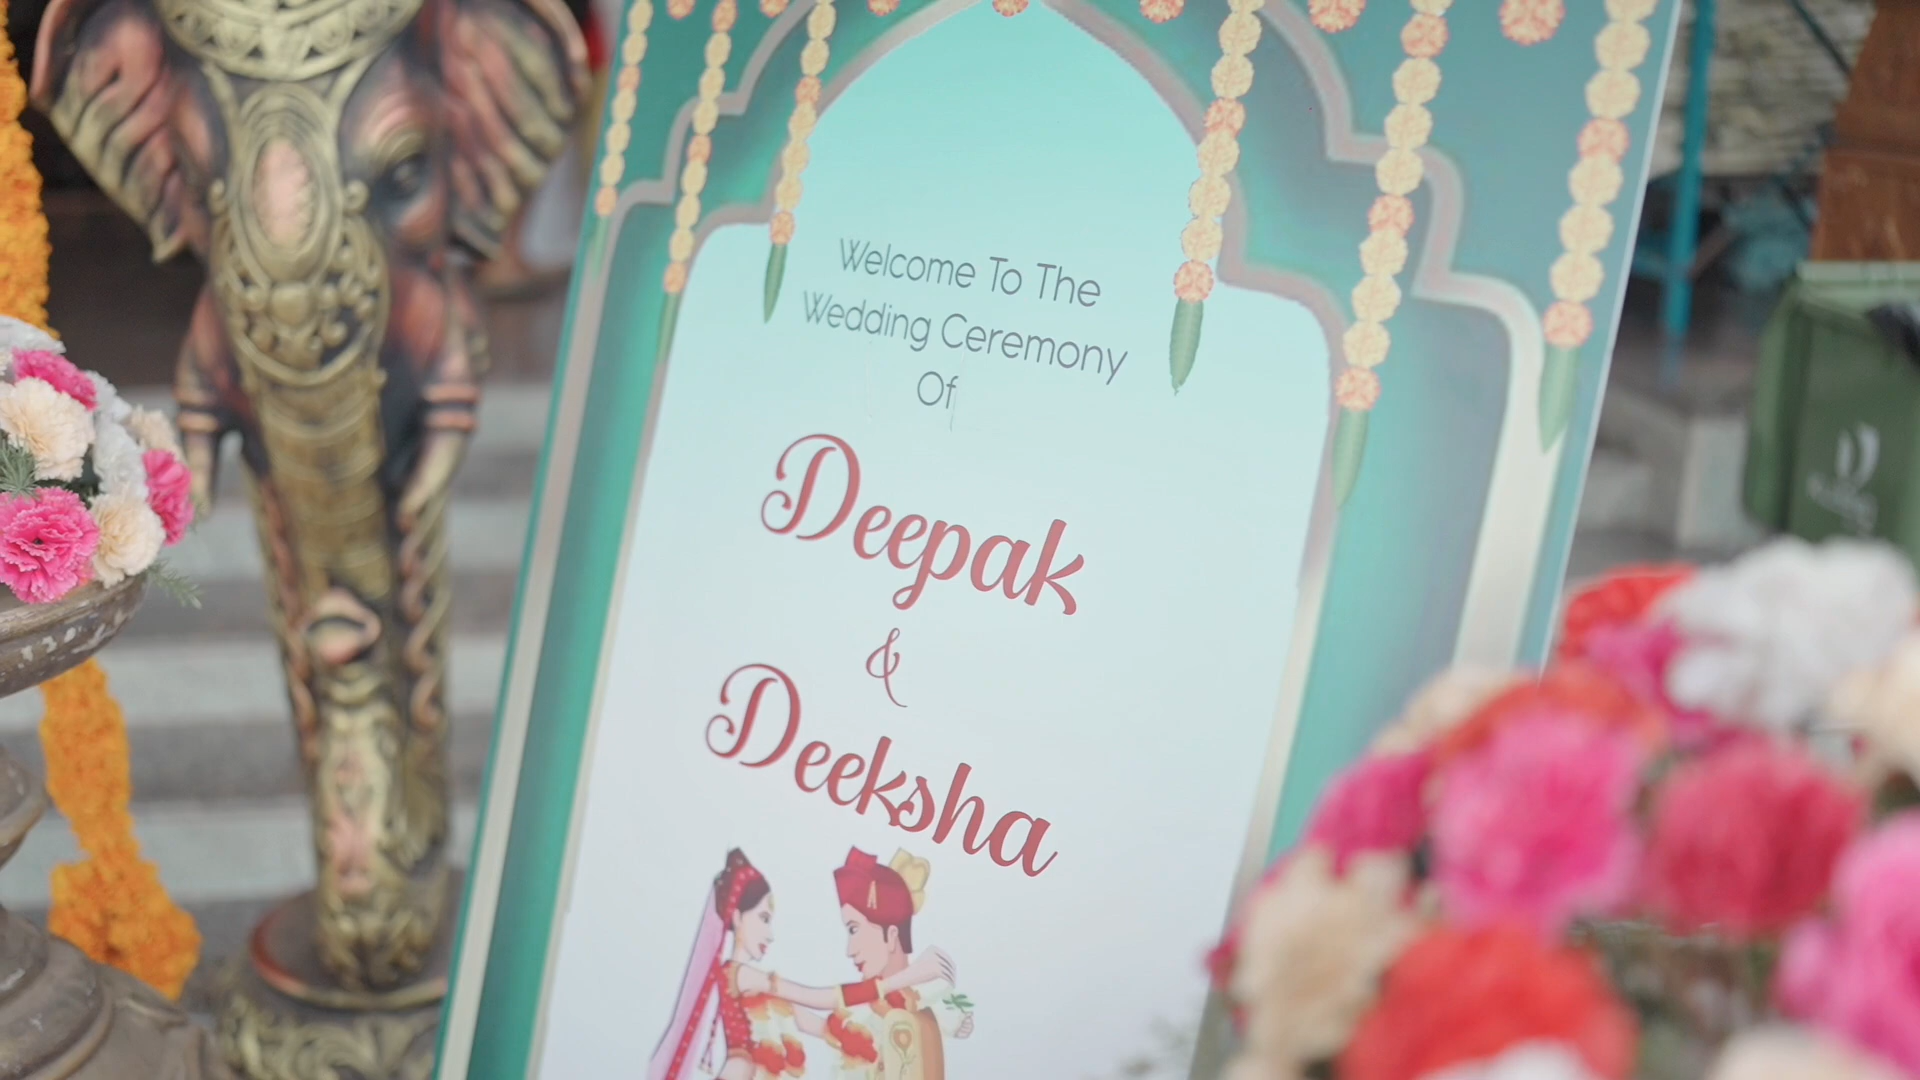 Welcome To The
Wedding Ceremony
Of
Deepak
&
Deeksha